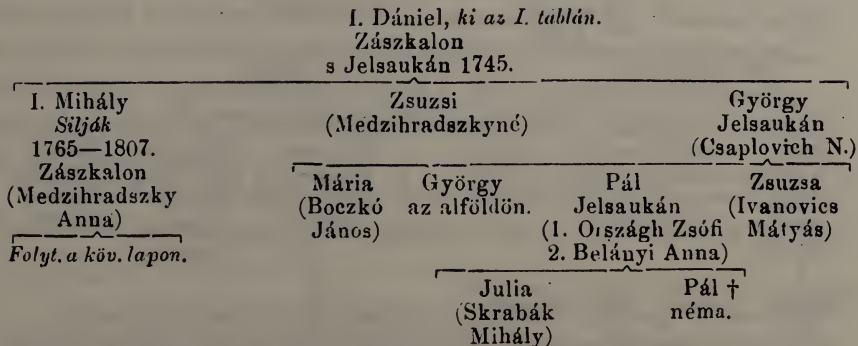 I. Dániel, ki az I. táblán.
Zászkalon
s Jelsaukán 1745.
I. Mihály
Silják
1765—1807.
Zászkalon
(Medzihradszky
Anna)
Folyt. a köv. lapon.
Zsuzsi
(Medzihradszkyné)
György
Jelsaukán
(Csaplovich N.)
Mária
(Boczkó
János)
György
az alföldön.
Pál
Jelsaukán
(1. Országh Zsófi
2. Belányi Anna)
Zsuzsa
(Ivanovics
Mátyás)
Julia
(Skrabák
Mihály)
Pál †
néma.